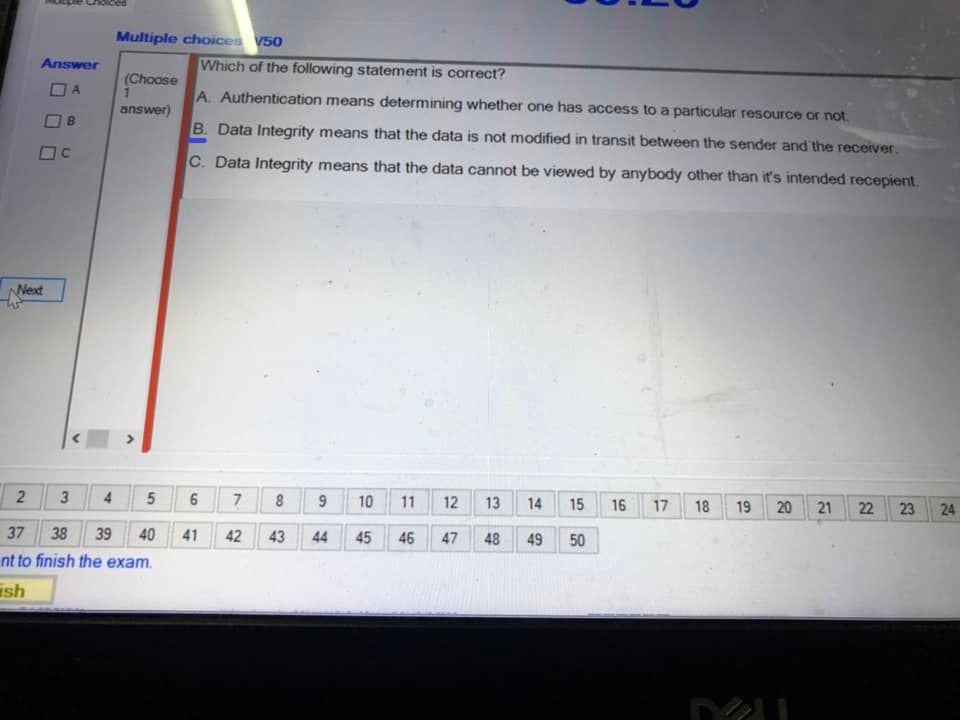 Multiple Choices
Multiple choices /50
Answer
(Choose
1
answer)
A
B
C
Which of the following statement is correct?
A. Authentication means determining whether one has access to a particular resource or not.
B. Data Integrity means that the data is not modified in transit between the sender and the receiver.
C. Data Integrity means that the data cannot be viewed by anybody other than it's intended recepient.
Next
2 3 4 5 6 7 8 9 10 11 12 13 14 15 16 17 18 19 20 21 22 23 24
37 38 39 40 41 42 43 44 45 46 47 48 49 50
nt to finish the exam.
ish
DELL